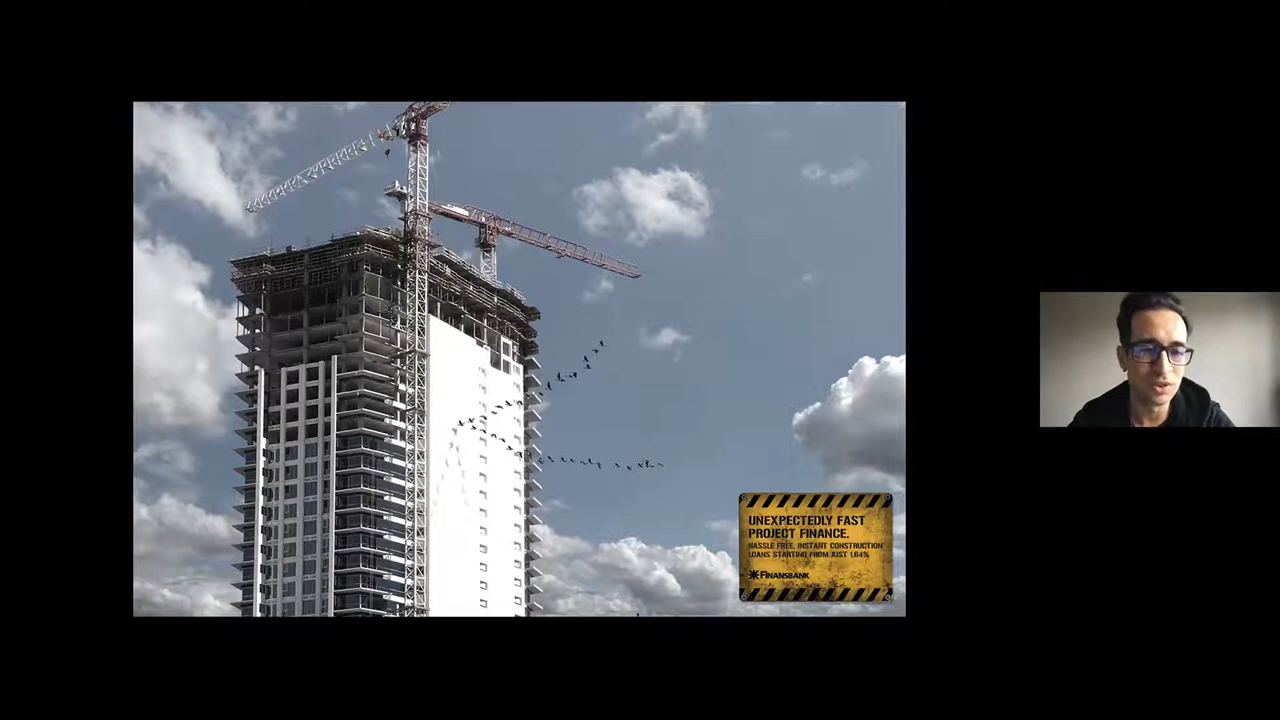 UNEXPECTEDLY FAST
PROJECT FINANCE.
HASSLE FREE, INSTANT CONSTRUCTION
LOANS STARTING FROM JUST 1.64%
FINANSBANK